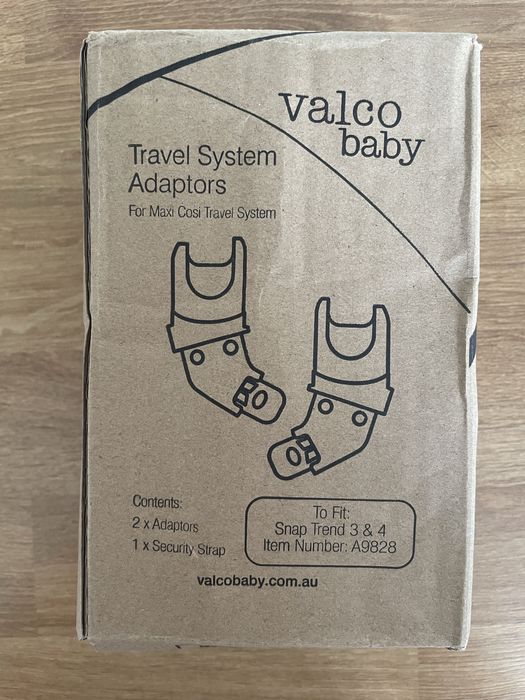 valco
baby
Travel System
Adaptors
For Maxi Cosi Travel System
Contents:
2 x Adaptors
1 x Security Strap
To Fit:
Snap Trend 3 & 4
Item Number: A9828
valcobaby.com.au